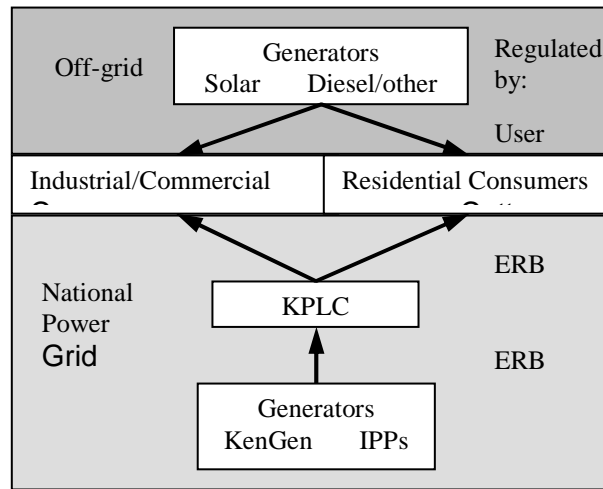 Off-grid
Generators
Solar Diesel/other
Regulated
by:
User
Industrial/Commercial
Residential Consumers
National
Power
Grid
KPLC
ERB
ERB
Generators
KenGen IPPs